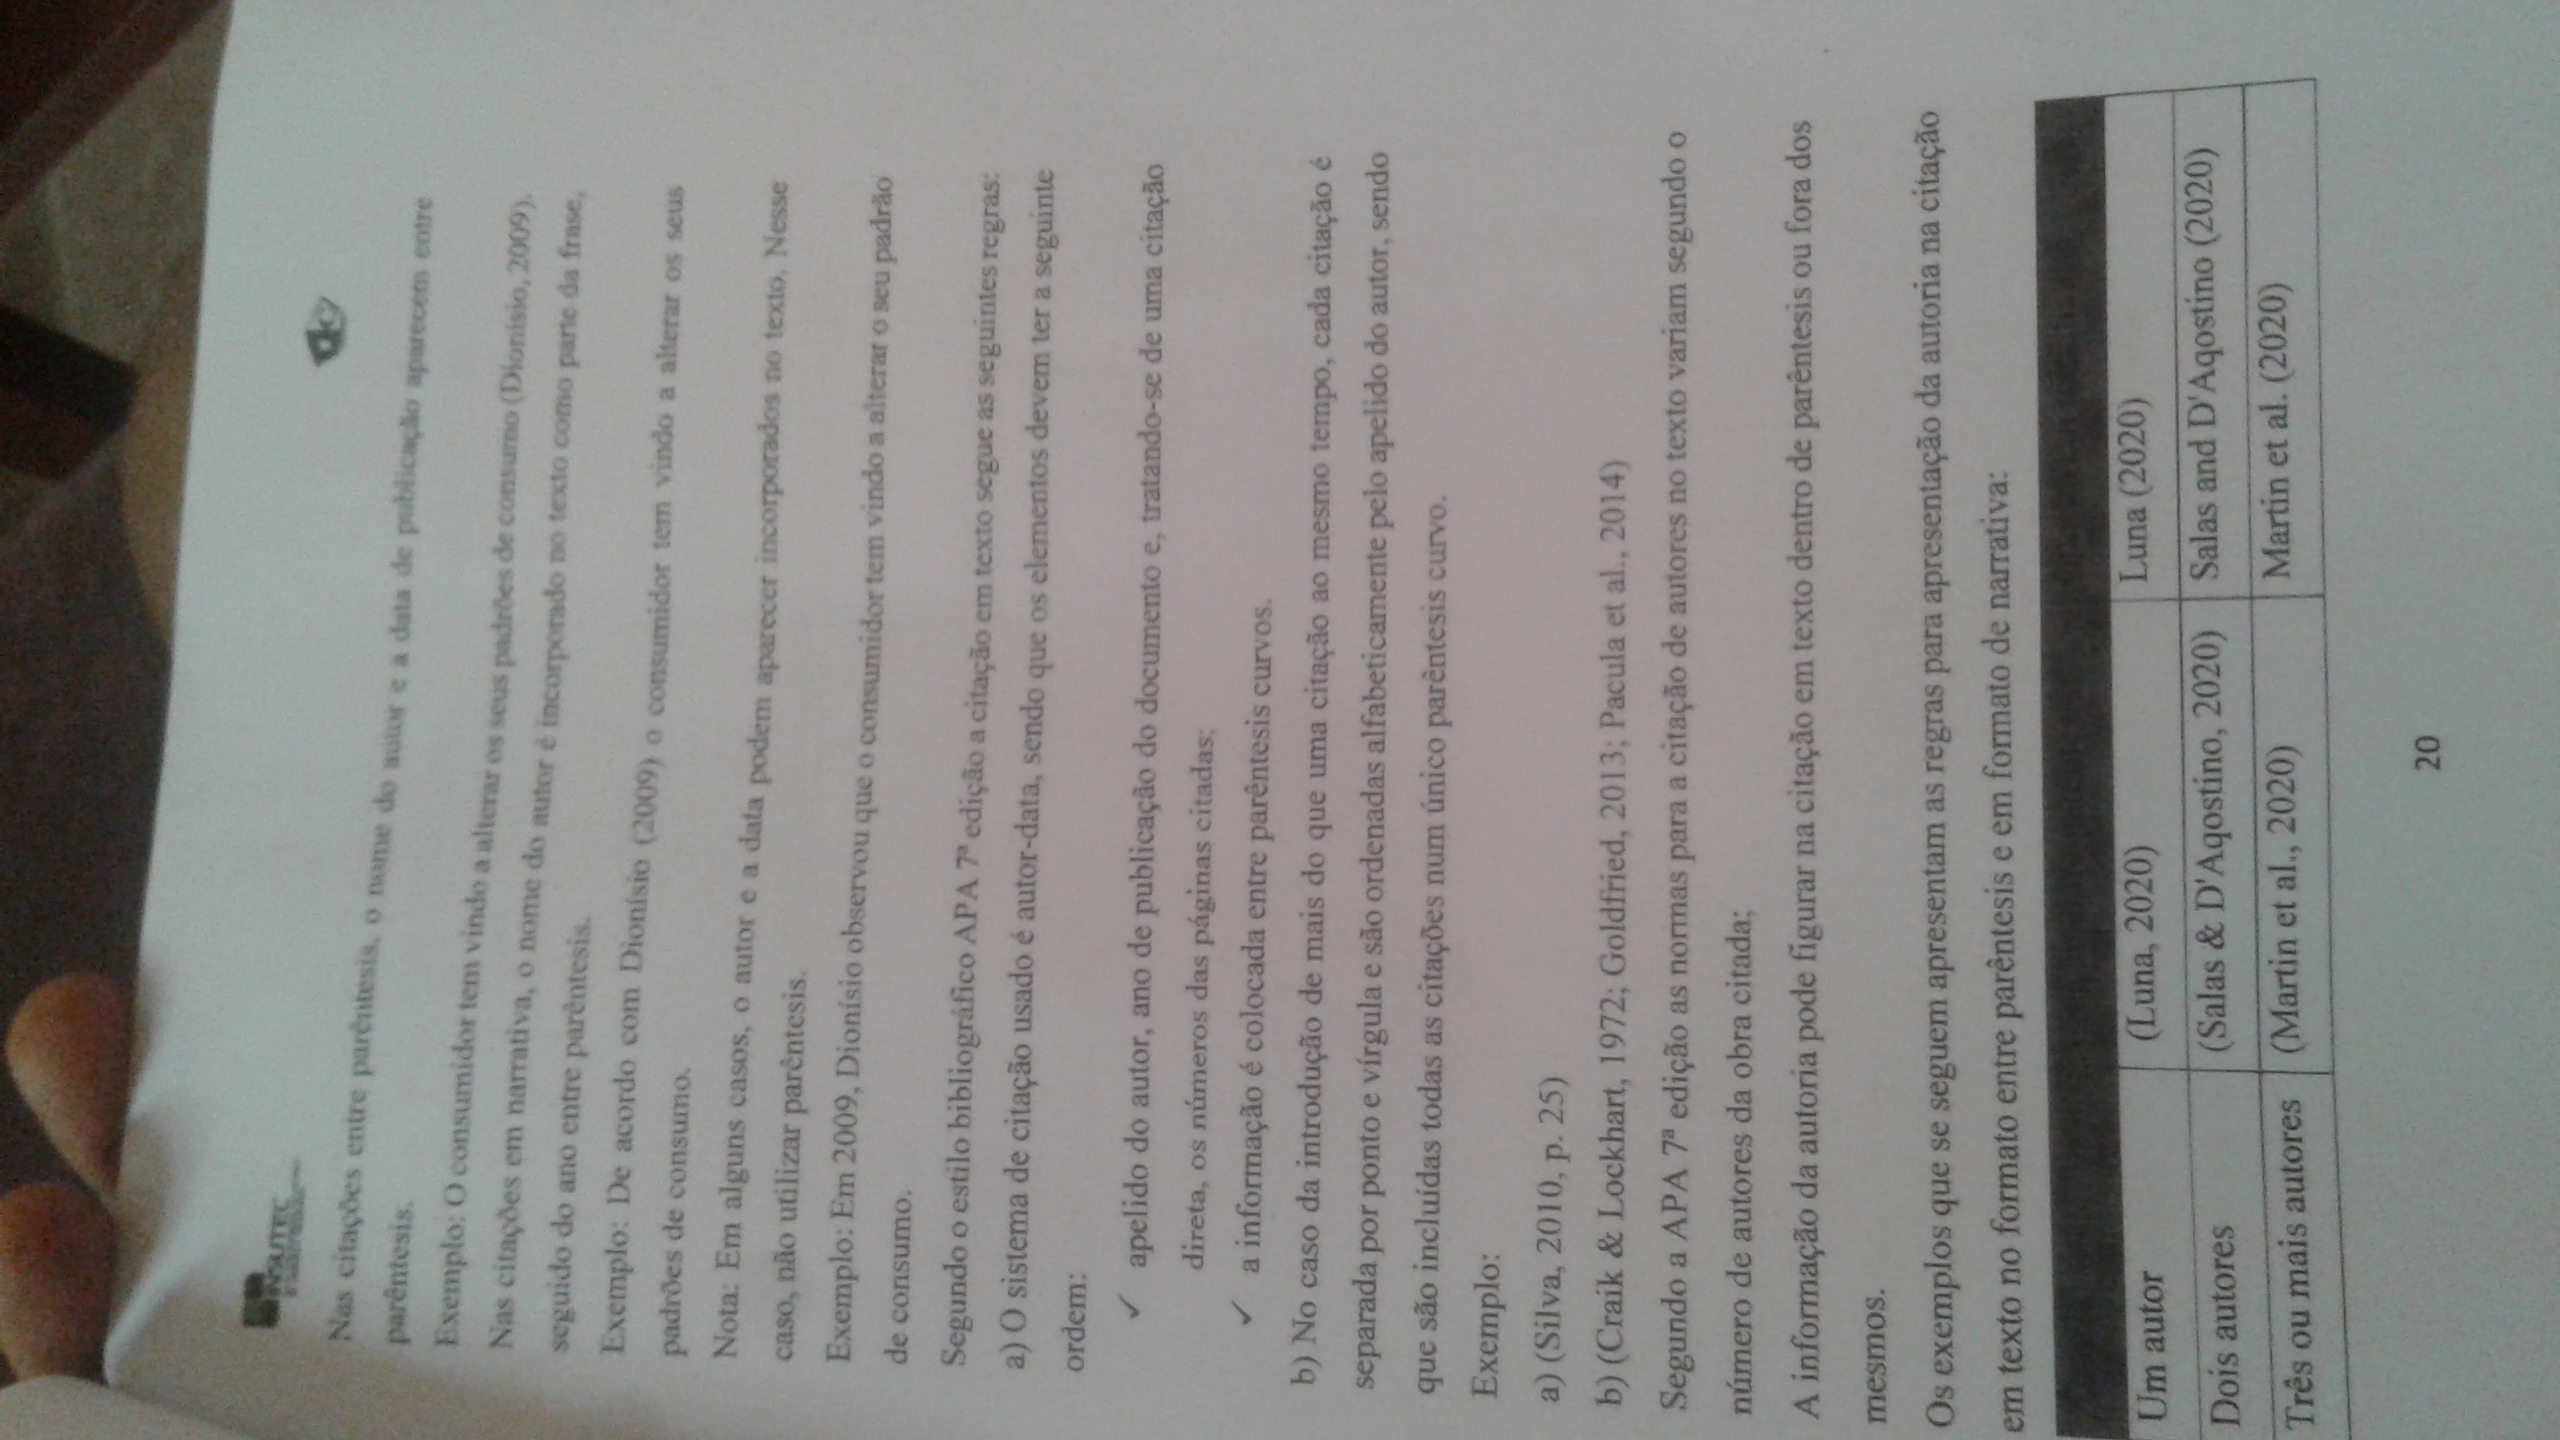 INSUTEC
Nas citações entre parêntesis, o nome do autor e a data de publicação aparecem entre
parêntesis.
Exemplo: O consumidor tem vindo a alterar os seus padrões de consumo (Dionísio, 2009).
Nas citações em narrativa, o nome do autor é incorporado no texto como parte da frase,
seguido do ano entre parêntesis.
Exemplo: De acordo com Dionísio (2009) o consumidor tem vindo a alterar os seus
padrões de consumo.
Nota: Em alguns casos, o autor e a data podem aparecer incorporados no texto. Nesse
caso, não utilizar parêntesis.
Exemplo: Em 2009, Dionísio observou que o consumidor tem vindo a alterar o seu padrão
de consumo.
Segundo o estilo bibliográfico APA 7ª edição a citação em texto segue as seguintes regras:
a) O sistema de citação usado é autor-data, sendo que os elementos devem ter a seguinte
ordem:
✓ apelido do autor, ano de publicação do documento e, tratando-se de uma citação
direta, os números das páginas citadas;
✓ a informação é colocada entre parêntesis curvos.
b) No caso da introdução de mais do que uma citação ao mesmo tempo, cada citação é
separada por ponto e vírgula e são ordenadas alfabeticamente pelo apelido do autor, sendo
que são incluídas todas as citações num único parêntesis curvo.
Exemplo:
a) (Silva, 2010, p. 25)
b) (Craik & Lockhart, 1972; Goldfried, 2013; Pacula et al., 2014)
Segundo a APA 7ª edição as normas para a citação de autores no texto variam segundo o
número de autores da obra citada;
A informação da autoria pode figurar na citação em texto dentro de parêntesis ou fora dos
mesmos.
Os exemplos que se seguem apresentam as regras para apresentação da autoria na citação
em texto no formato entre parêntesis e em formato de narrativa:
Um autor (Luna, 2020) Luna (2020)
Dois autores (Salas & D'Aqostino, 2020) Salas and D'Aqostino (2020)
Três ou mais autores (Martin et al., 2020) Martin et al. (2020)
20